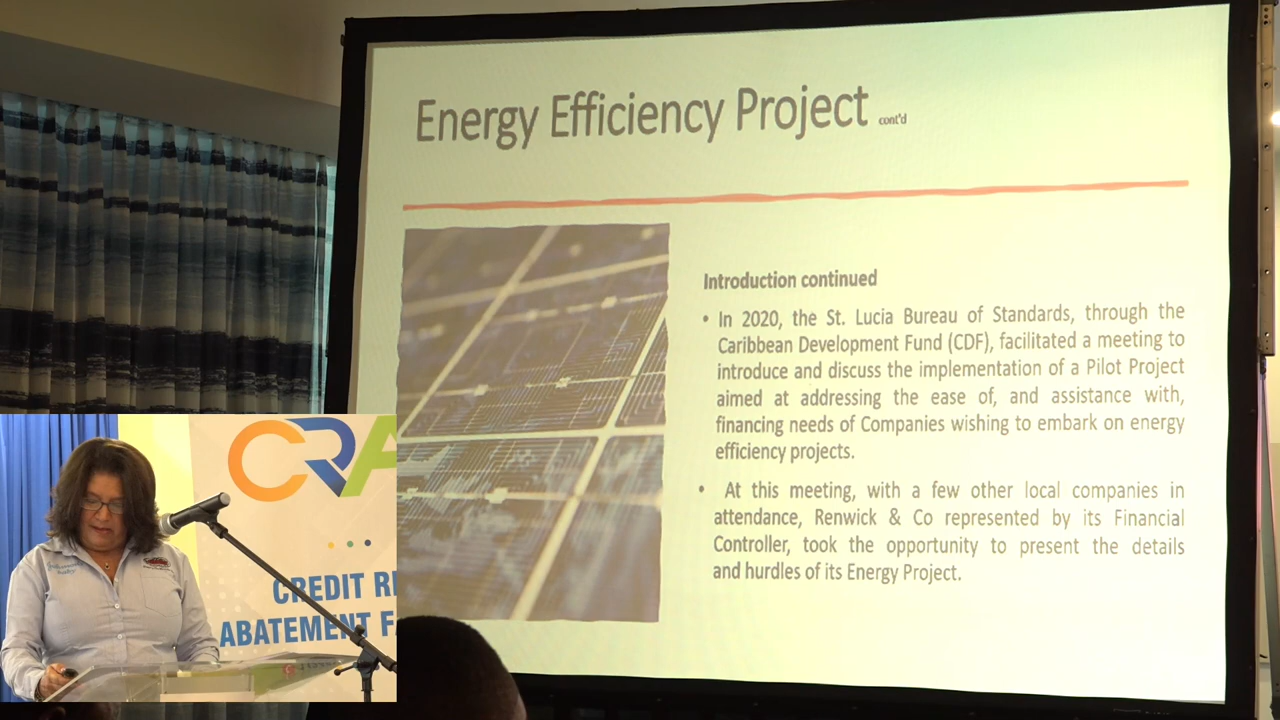 Energy Efficiency Project cont'd
Introduction continued
• In 2020, the St. Lucia Bureau of Standards, through the
Caribbean Development Fund (CDF), facilitated a meeting to
introduce and discuss the implementation of a Pilot Project
aimed at addressing the ease of, and assistance with,
financing needs of Companies wishing to embark on energy
efficiency projects.
• At this meeting, with a few other local companies in
attendance, Renwick & Co represented by its Financial
Controller, took the opportunity to present the details
and hurdles of its Energy Project.
CRA
CREDIT RI
ABATEMENT FA